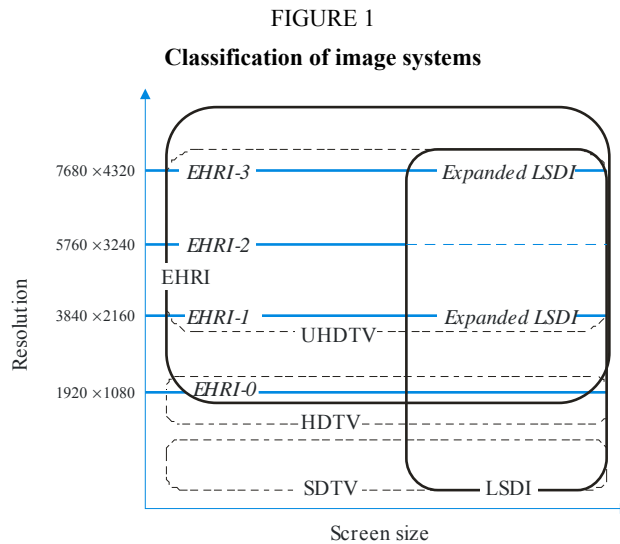 FIGURE 1
Classification of image systems
7680 ×4320
EHRI-3
Expanded LSDI
5760 ×3240
EHRI-2
EHRI
3840 ×2160
EHRI-1
Expanded LSDI
UHDTV
1920 ×1080
EHRI-0
HDTV
SDTV
LSDI
Resolution
Screen size